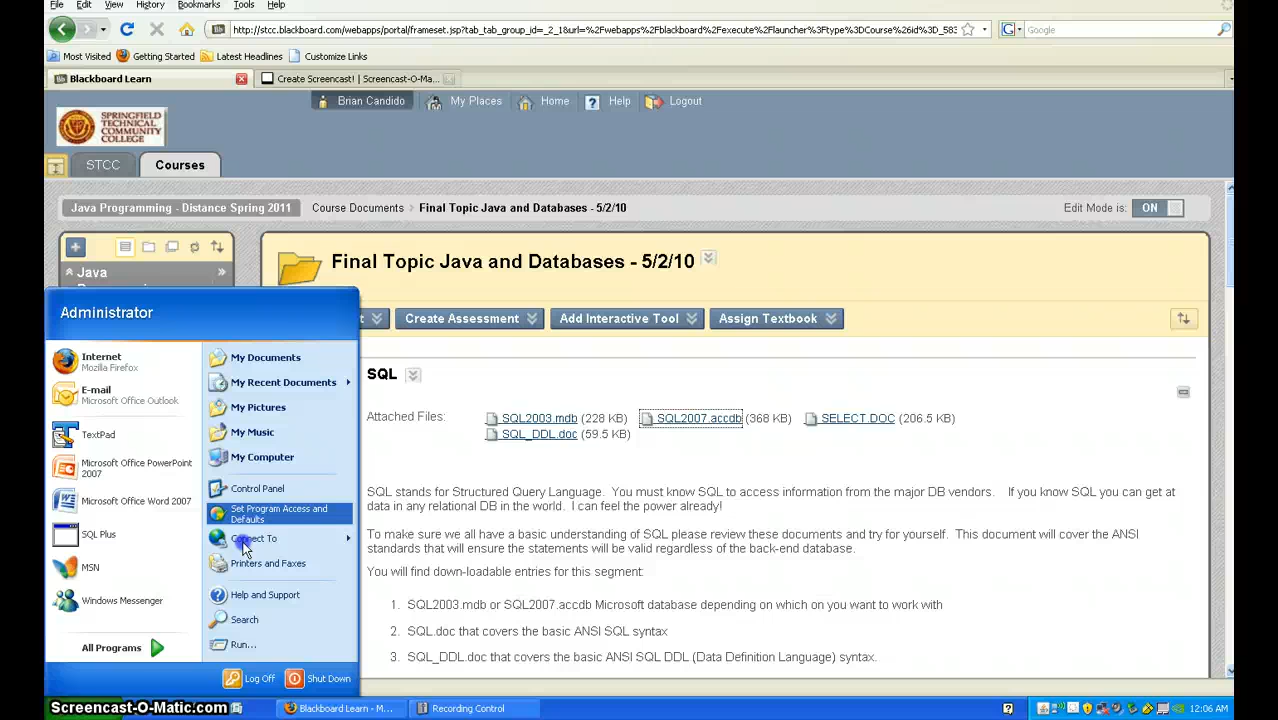 File Edit View History Bookmarks Tools Help
http://stcc.blackboard.com/webapps/portal/frameset.jsp?tab_tab_group_id=_2_1&url=%2Fwebapps%2Fblackboard%2Fexecute%2Flauncher%3Ftype%3DCourse%26id%3D_583
Google
Most Visited Getting Started Latest Headlines Customize Links
Blackboard Learn
Create Screencast! | Screencast-O-Ma...
Brian Candido My Places Home Help Logout
SPRINGFIELD
TECHNICAL
COMMUNITY
COLLEGE
STCC Courses
Java Programming - Distance Spring 2011 Course Documents > Final Topic Java and Databases - 5/2/10 Edit Mode is: ON
Java
Final Topic Java and Databases - 5/2/10
Create Assessment Add Interactive Tool Assign Textbook
SQL
Attached Files: SQL2003.mdb (228 KB) SQL2007.accdb (368 KB) SELECT.DOC (206.5 KB)
SQL_DDL.doc (59.5 KB)
SQL stands for Structured Query Language. You must know SQL to access information from the major DB vendors. If you know SQL you can get at
data in any relational DB in the world. I can feel the power already!
To make sure we all have a basic understanding of SQL please review these documents and try for yourself. This document will cover the ANSI
standards that will ensure the statements will be valid regardless of the back-end database.
You will find down-loadable entries for this segment:
1. SQL2003.mdb or SQL2007.accdb Microsoft database depending on which on you want to work with
2. SQL.doc that covers the basic ANSI SQL syntax
3. SQL_DDL.doc that covers the basic ANSI SQL DDL (Data Definition Language) syntax.
Administrator
Internet
Mozilla Firefox
E-mail
Microsoft Office Outlook
TextPad
Microsoft Office PowerPoint
2007
Microsoft Office Word 2007
SQL Plus
MSN
Windows Messenger
All Programs
My Documents
My Recent Documents
My Pictures
My Music
My Computer
Control Panel
Set Program Access and
Defaults
Connect To
Printers and Faxes
Help and Support
Search
Run...
Log Off Shut Down
Screencast-O-Matic.com
Blackboard Learn - M... Recording Control 12:06 AM